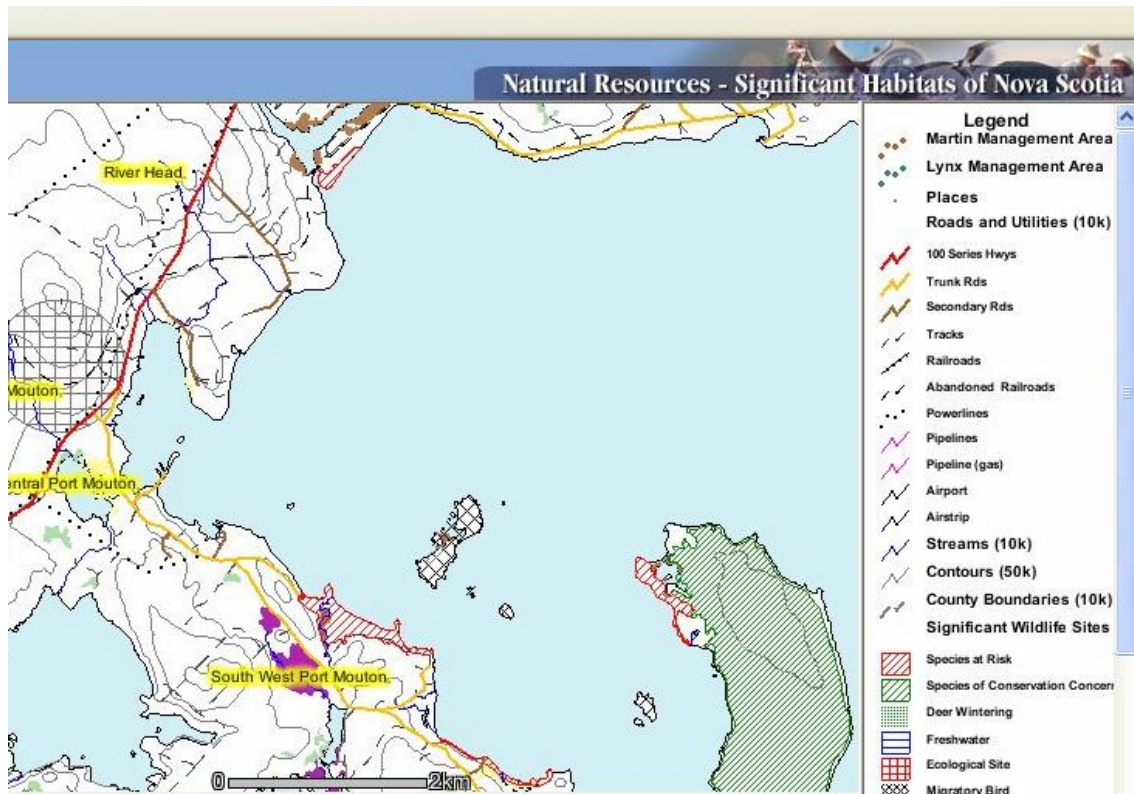 Natural Resources - Significant Habitats of Nova Scotia
River Head
Mouton
entral Port Mouton
South West Port Mouton
0 2km
Legend
Martin Management Area
Lynx Management Area
Places
Roads and Utilities (10k)
100 Series Hwys
Trunk Rds
Secondary Rds
Tracks
Railroads
Abandoned Railroads
Powerlines
Pipelines
Pipeline (gas)
Airport
Airstrip
Streams (10k)
Contours (50k)
County Boundaries (10k)
Significant Wildlife Sites
Species at Risk
Species of Conservation Concern
Deer Wintering
Freshwater
Ecological Site
Migratory Bird